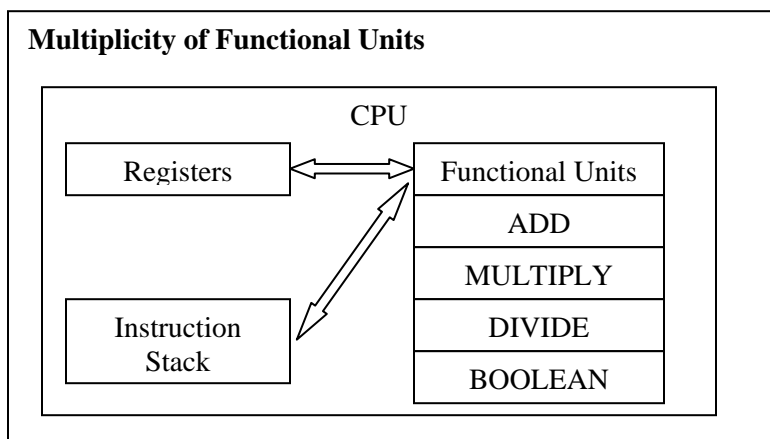 Multiplicity of Functional Units
CPU
Registers
Functional Units
ADD
MULTIPLY
Instruction
Stack
DIVIDE
BOOLEAN